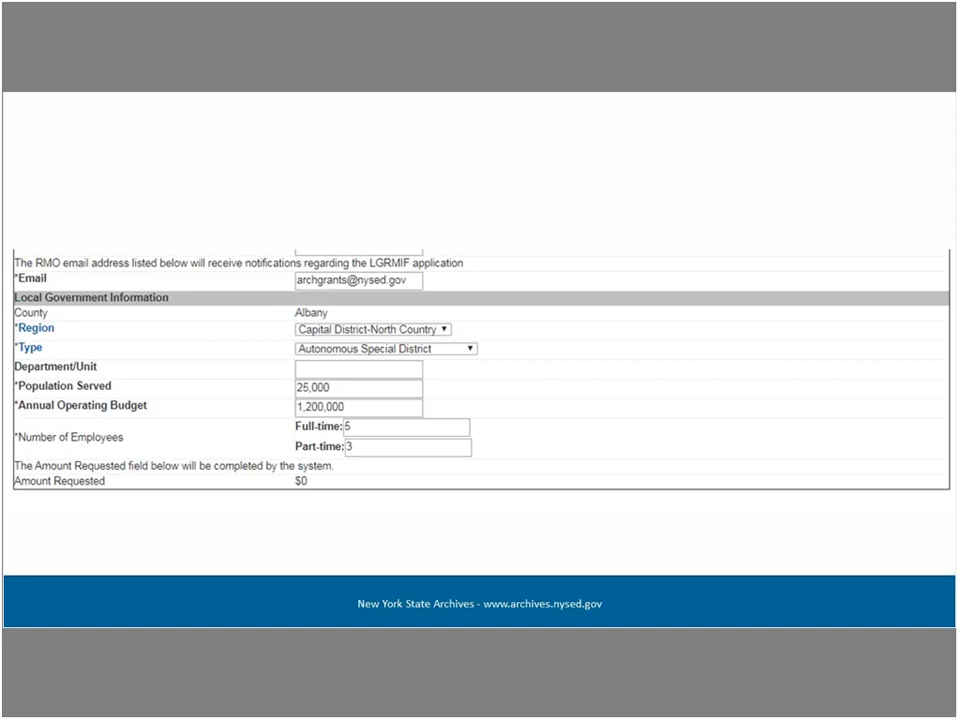 The RMO email address listed below will receive notifications regarding the LGRMIF application
*Email archgrants@nysed.gov
Local Government Information
County Albany
*Region Capital District-North Country
*Type Autonomous Special District
Department/Unit
*Population Served 25,000
*Annual Operating Budget 1,200,000
*Number of Employees
Full-time: 5
Part-time: 3
The Amount Requested field below will be completed by the system.
Amount Requested $0
New York State Archives - www.archives.nysed.gov